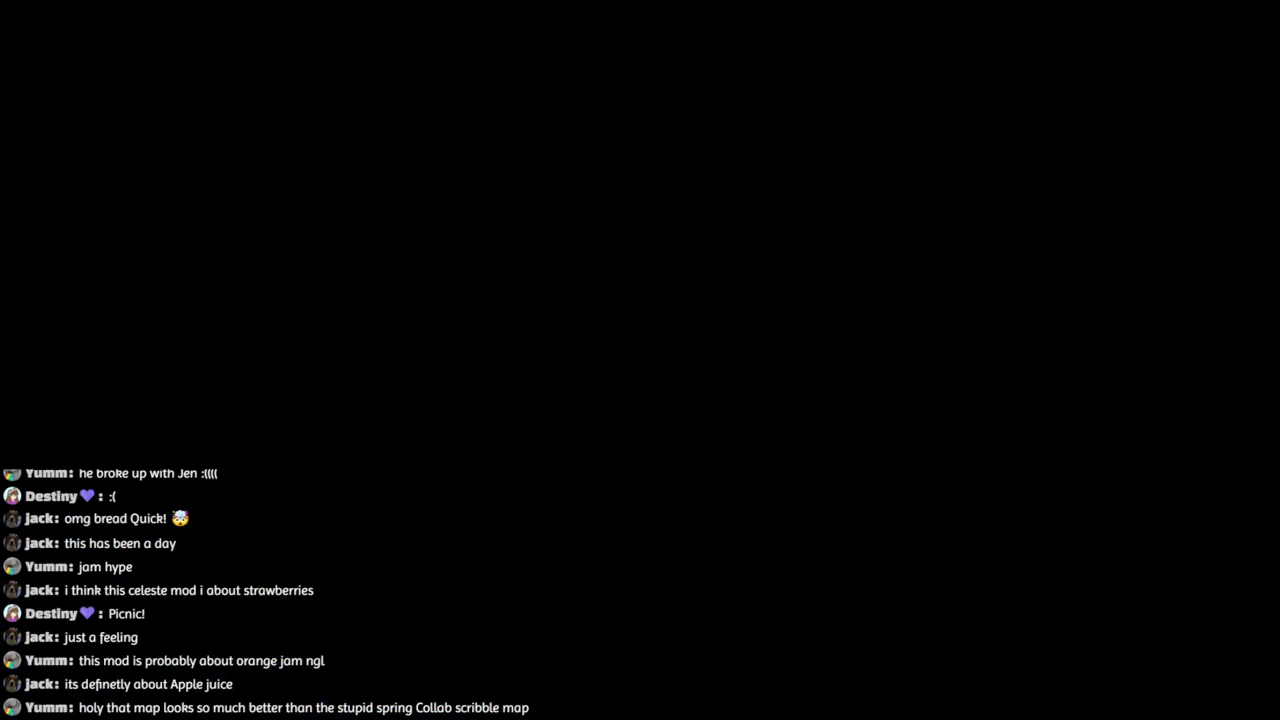 Yumm: he broke up with Jen :((((
Destiny💜 : :(
jack: omg bread Quick! 🤯
jack: this has been a day
Yumm: jam hype
jack: i think this celeste mod i about strawberries
Destiny💜 : Picnic!
jack: just a feeling
Yumm: this mod is probably about orange jam ngl
jack: its definetly about Apple juice
Yumm: holy that map looks so much better than the stupid spring Collab scribble map